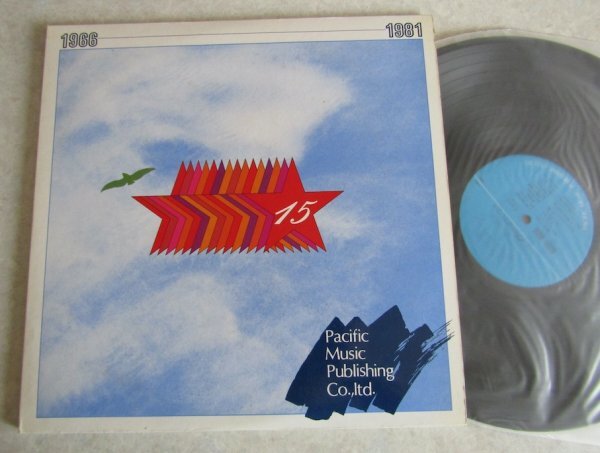 1966
1981
15
Pacific
Music
Publishing
Co.,ltd.